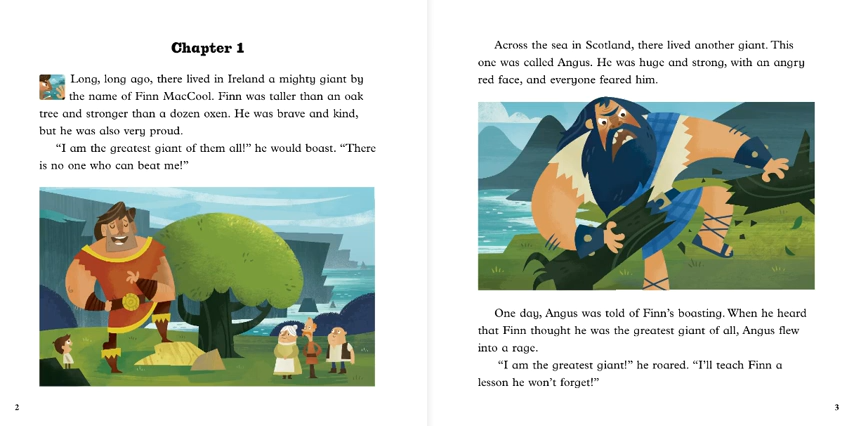 Chapter 1
Long, long ago, there lived in Ireland a mighty giant by
the name of Finn MacCool. Finn was taller than an oak
tree and stronger than a dozen oxen. He was brave and kind,
but he was also very proud.
“I am the greatest giant of them all!” he would boast. “There
is no one who can beat me!”
2
Across the sea in Scotland, there lived another giant. This
one was called Angus. He was huge and strong, with an angry
red face, and everyone feared him.
One day, Angus was told of Finn’s boasting. When he heard
that Finn thought he was the greatest giant of all, Angus flew
into a rage.
“I am the greatest giant!” he roared. “I’ll teach Finn a
lesson he won’t forget!”
3